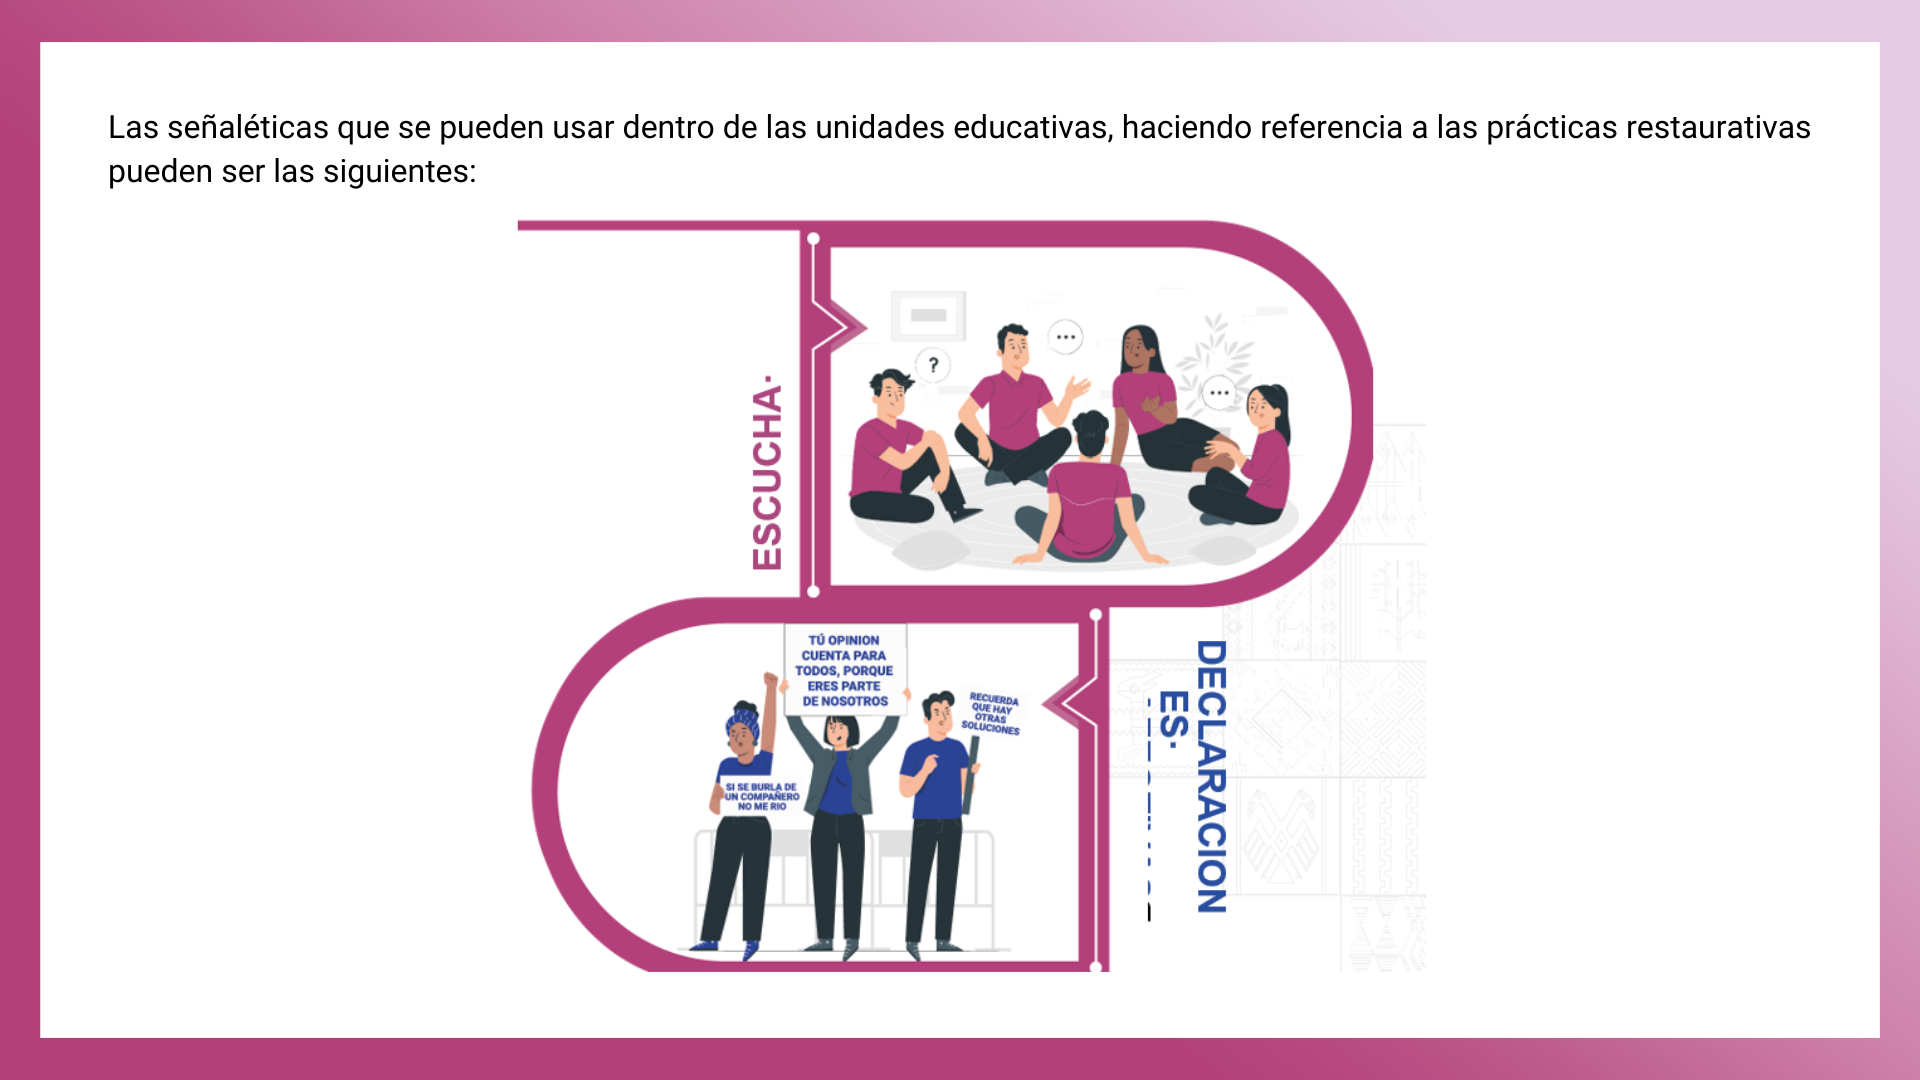 Las señaléticas que se pueden usar dentro de las unidades educativas, haciendo referencia a las prácticas restaurativas
pueden ser las siguientes:
ESCUCHA·
?
...
...
TÚ OPINION
CUENTA PARA
TODOS, PORQUE
ERES PARTE
DE NOSOTROS
RECUERDA
QUE HAY
OTRAS
SOLUCIONES
SI SE BURLA DE
UN COMPAÑERO
NO ME RIO
DECLARACION
ES·